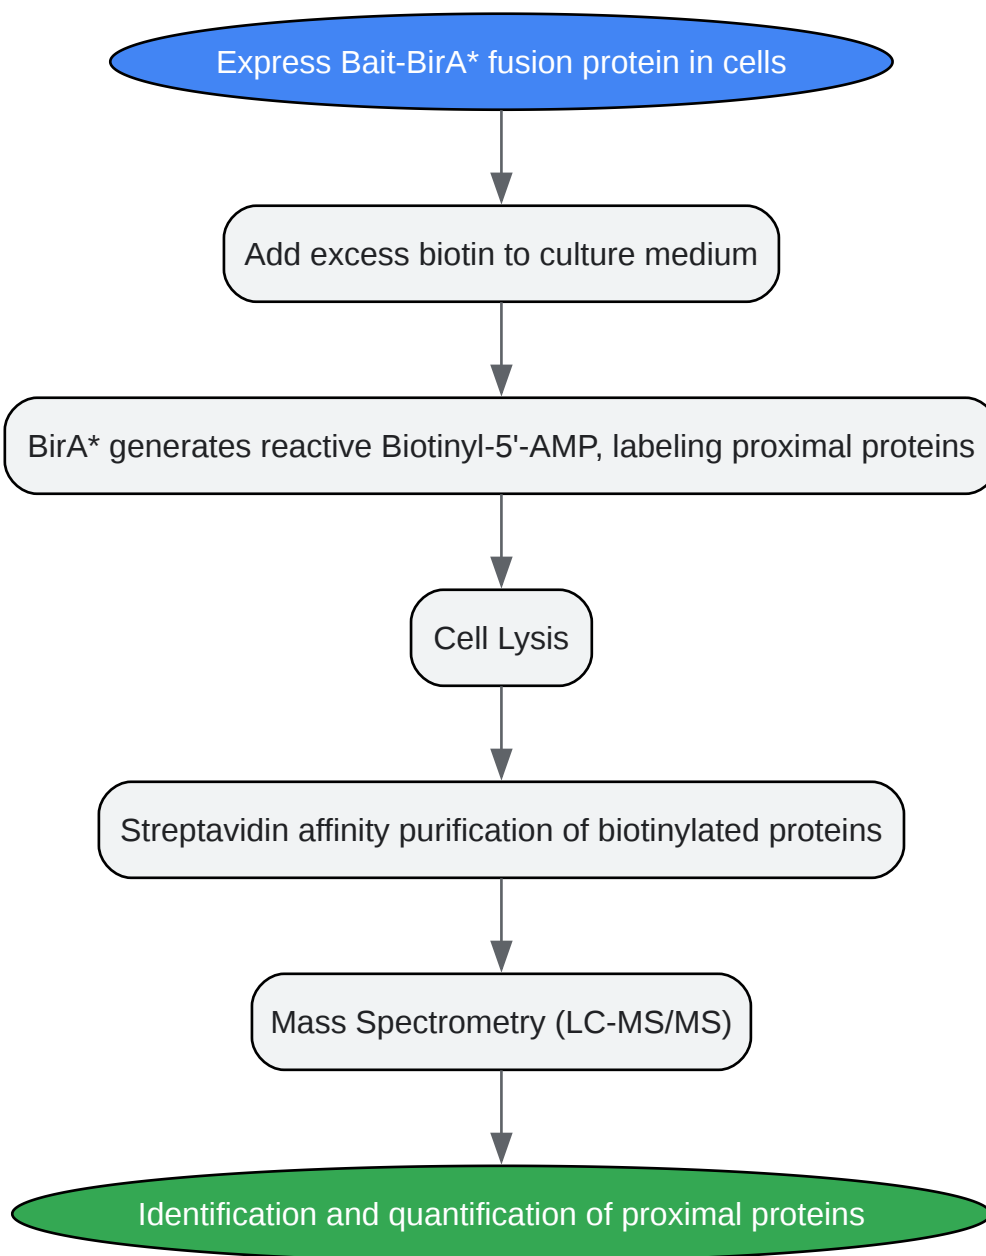 Express Bait-BirA* fusion protein in cells
Add excess biotin to culture medium
BirA* generates reactive Biotinyl-5'-AMP, labeling proximal proteins
Cell Lysis
Streptavidin affinity purification of biotinylated proteins
Mass Spectrometry (LC-MS/MS)
Identification and quantification of proximal proteins